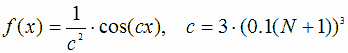 f(x) = 1/c² · cos(cx),   c = 3 · (0.1(N + 1))³